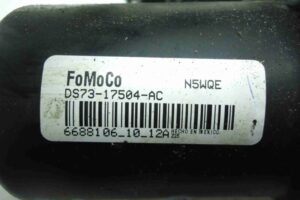 FoMoCo
N5WQE
DS73-17504-AC
6688106_10_12A
HECHO EN MEXICO